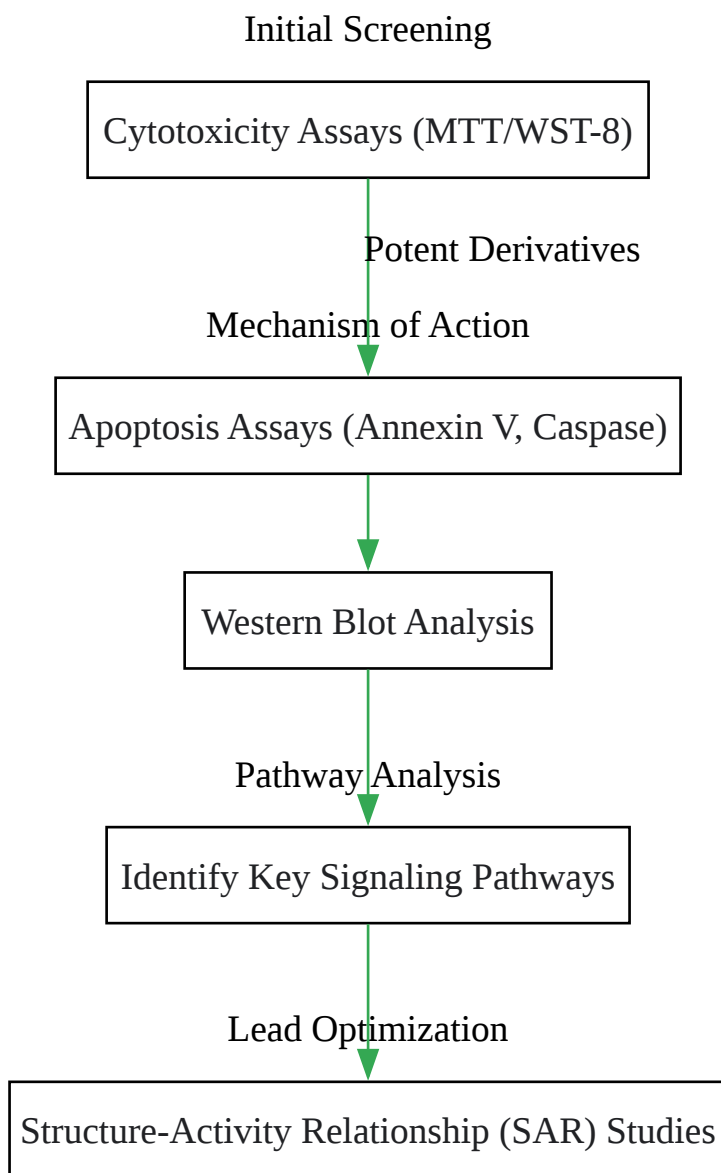 Initial Screening
Cytotoxicity Assays (MTT/WST-8)
Potent Derivatives
Mechanism of Action
Apoptosis Assays (Annexin V, Caspase)
Western Blot Analysis
Pathway Analysis
Identify Key Signaling Pathways
Lead Optimization
Structure-Activity Relationship (SAR) Studies